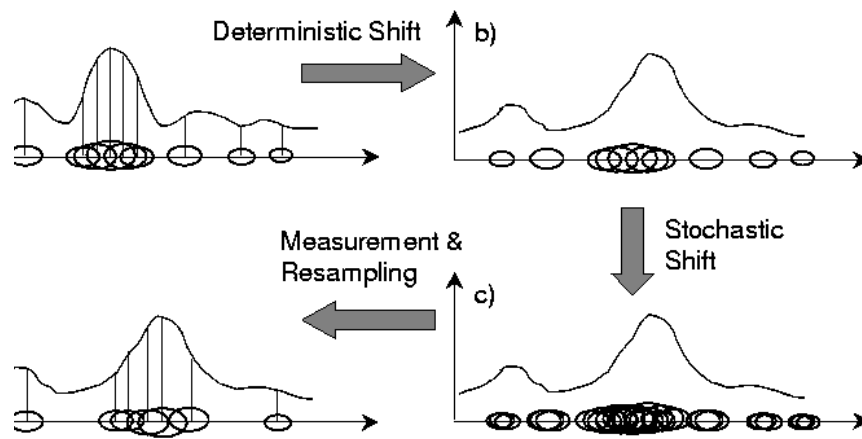 Deterministic Shift
b)
Stochastic
Shift
Measurement &
Resampling
c)